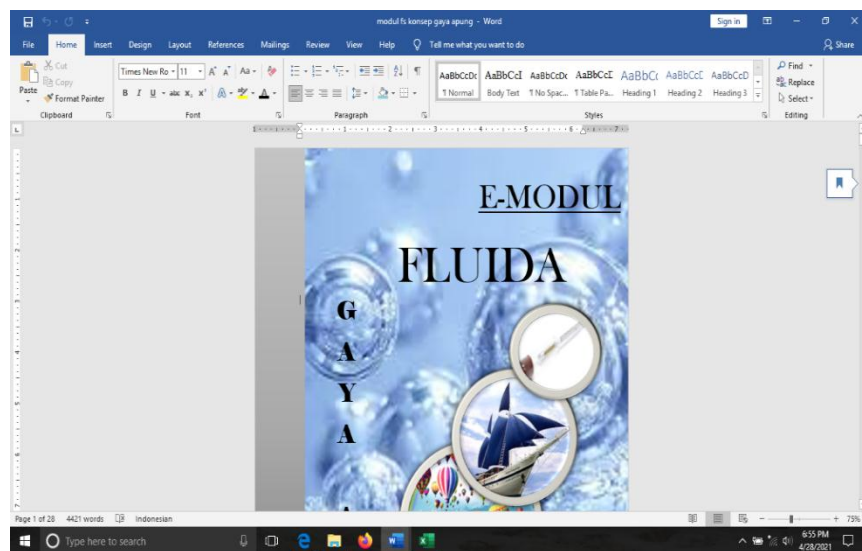 modul fs konsep gaya apung - Word
Sign in
File Home Insert Design Layout References Mailings Review View Help Tell me what you want to do Share
Paste
Cut
Copy
Format Painter
Clipboard
Times New Ro 11
Aa
B I U abc X, X'
Font
Paragraph
AaBbCcDc AaBbCcI AaBbCcDc AaBbCcI AaBbCc AaBbCcC AaBbCcD
¶ Normal Body Text ¶ No Spac... ¶ Table Pa... Heading 1 Heading 2 Heading 3
Styles
Find
Replace
Select
Editing
E-MODUL
FLUIDA
G
A
Y
A
Page 1 of 28 4421 words Indonesian
75%
Type here to search
6:55 PM
4/28/2021